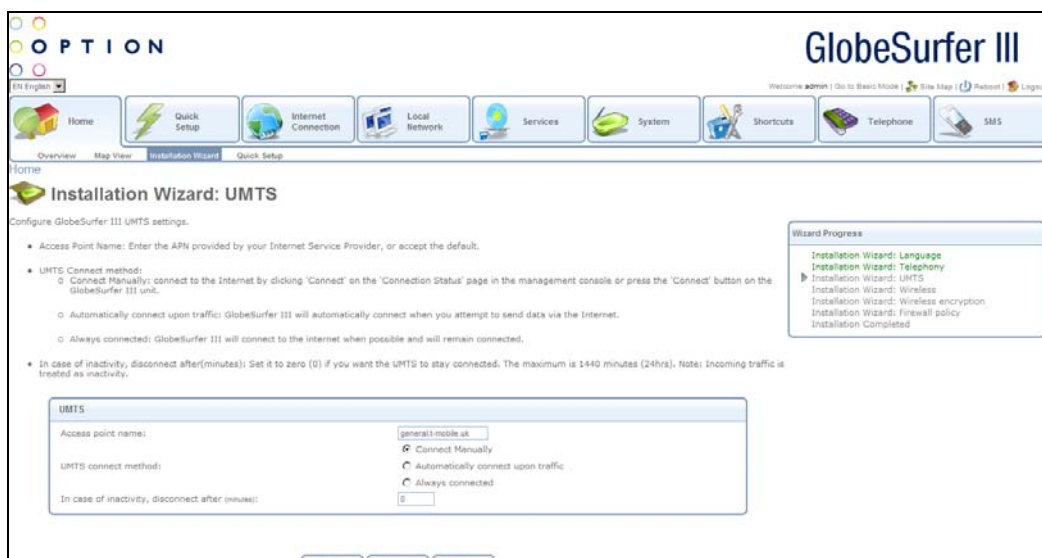 OPTION
GlobeSurfer III
EN English
Welcome admin | Go to Basic Mode | Site Map | Reboot | Logout
Home
Quick Setup
Internet Connection
Local Network
Services
System
Shortcuts
Telephone
SMS
Overview Map View Installation Wizard Quick Setup
Home
Installation Wizard: UMTS
Configure GlobeSurfer III UMTS settings.
Access Point Name: Enter the APN provided by your Internet Service Provider, or accept the default.
UMTS Connect method:
Connect Manually: connect to the Internet by clicking 'Connect' on the 'Connection Status' page in the management console or press the 'Connect' button on the
GlobeSurfer III unit.
Automatically connect upon traffic: GlobeSurfer III will automatically connect when you attempt to send data via the Internet.
Always connected: GlobeSurfer III will connect to the internet when possible and will remain connected.
In case of inactivity, disconnect after(minutes): Set it to zero (0) if you want the UMTS to stay connected. The maximum is 1440 minutes (24hrs). Note: Incoming traffic is
treated as inactivity.
Wizard Progress
Installation Wizard: Language
Installation Wizard: Telephony
Installation Wizard: UMTS
Installation Wizard: Wireless
Installation Wizard: Wireless encryption
Installation Wizard: Firewall policy
Installation Completed
UMTS
Access point name: general.t-mobile.uk
Connect Manually
UMTS connect method: Automatically connect upon traffic
Always connected
In case of inactivity, disconnect after (minutes): 0